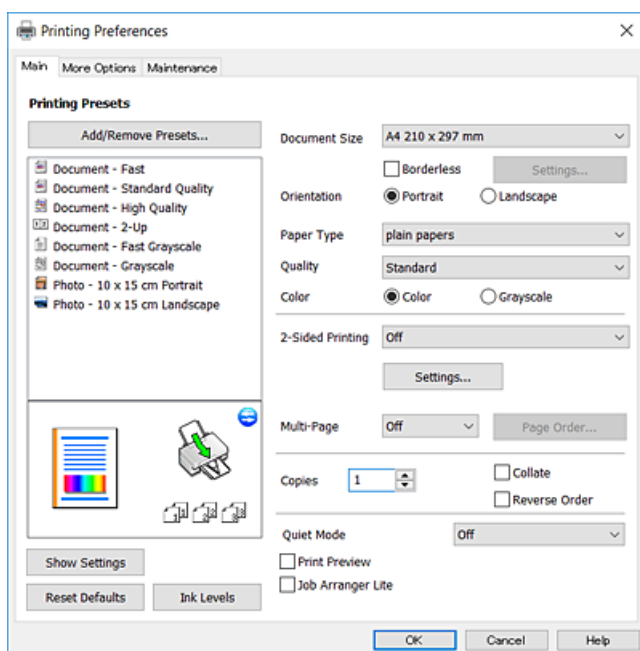 Printing Preferences
Main More Options Maintenance
Printing Presets
Add/Remove Presets...
Document - Fast
Document - Standard Quality
Document - High Quality
Document - 2-Up
Document - Fast Grayscale
Document - Grayscale
Photo - 10 x 15 cm Portrait
Photo - 10 x 15 cm Landscape
Show Settings
Reset Defaults Ink Levels
Document Size A4 210 x 297 mm
Borderless Settings...
Orientation Portrait Landscape
Paper Type plain papers
Quality Standard
Color Color Grayscale
2-Sided Printing Off
Settings...
Multi-Page Off Page Order...
Copies 1 Collate
Reverse Order
Quiet Mode Off
Print Preview
Job Arranger Lite
OK Cancel Help